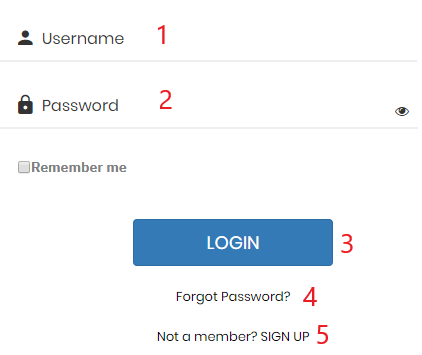 Username 1
Password 2
Remember me
LOGIN 3
Forgot Password? 4
Not a member? SIGN UP 5